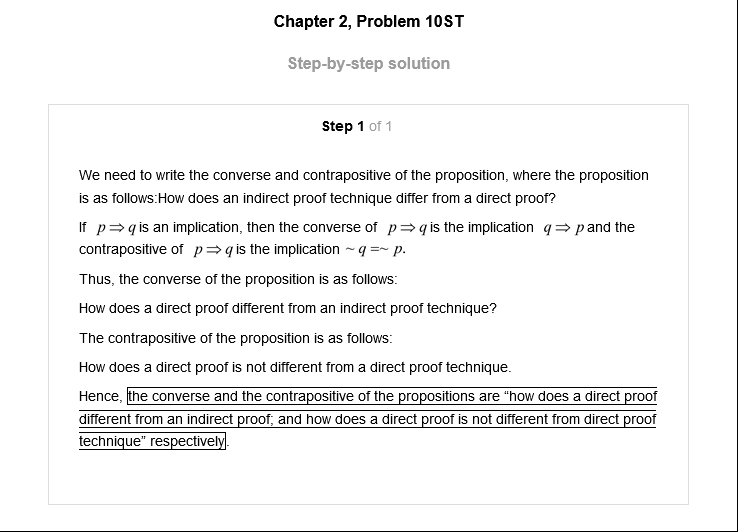 Chapter 2, Problem 10ST
Step-by-step solution
Step 1 of 1
We need to write the converse and contrapositive of the proposition, where the proposition
is as follows:How does an indirect proof technique differ from a direct proof?
If p⇒q is an implication, then the converse of p⇒q is the implication q⇒p and the
contrapositive of p⇒q is the implication ~q=~p.
Thus, the converse of the proposition is as follows:
How does a direct proof different from an indirect proof technique?
The contrapositive of the proposition is as follows:
How does a direct proof is not different from a direct proof technique.
Hence, the converse and the contrapositive of the propositions are “how does a direct proof
different from an indirect proof; and how does a direct proof is not different from direct proof
technique” respectively.